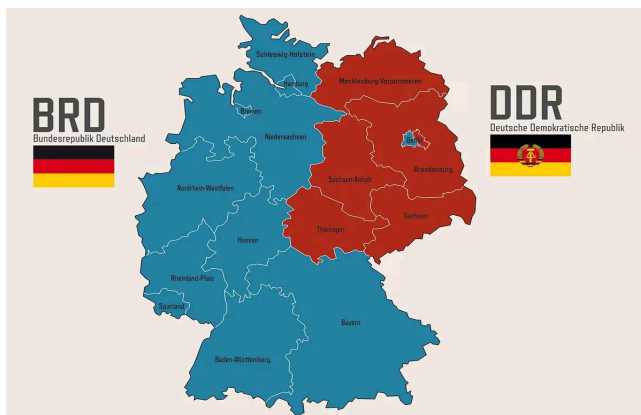 BRD
Bundesrepublik Deutschland
DDR
Deutsche Demokratische Republik
Schleswig-Holstein
Hamburg
Mecklenburg-Vorpommern
Bremen
Niedersachsen
Brandenburg
Sachsen-Anhalt
Nordrhein-Westfalen
Sachsen
Thüringen
Hessen
Rheinland-Pfalz
Saarland
Bayern
Baden-Württemberg